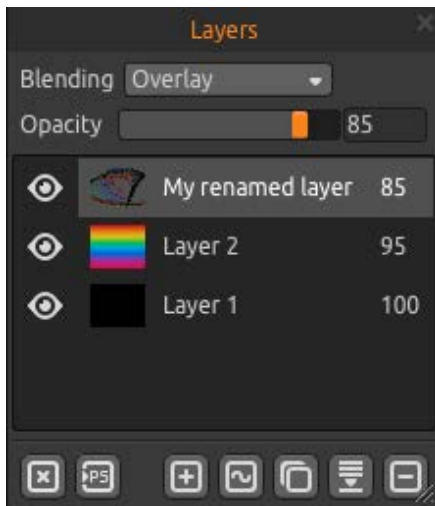 Layers
Blending Overlay
Opacity 85
My renamed layer 85
Layer 2 95
Layer 1 100
PS